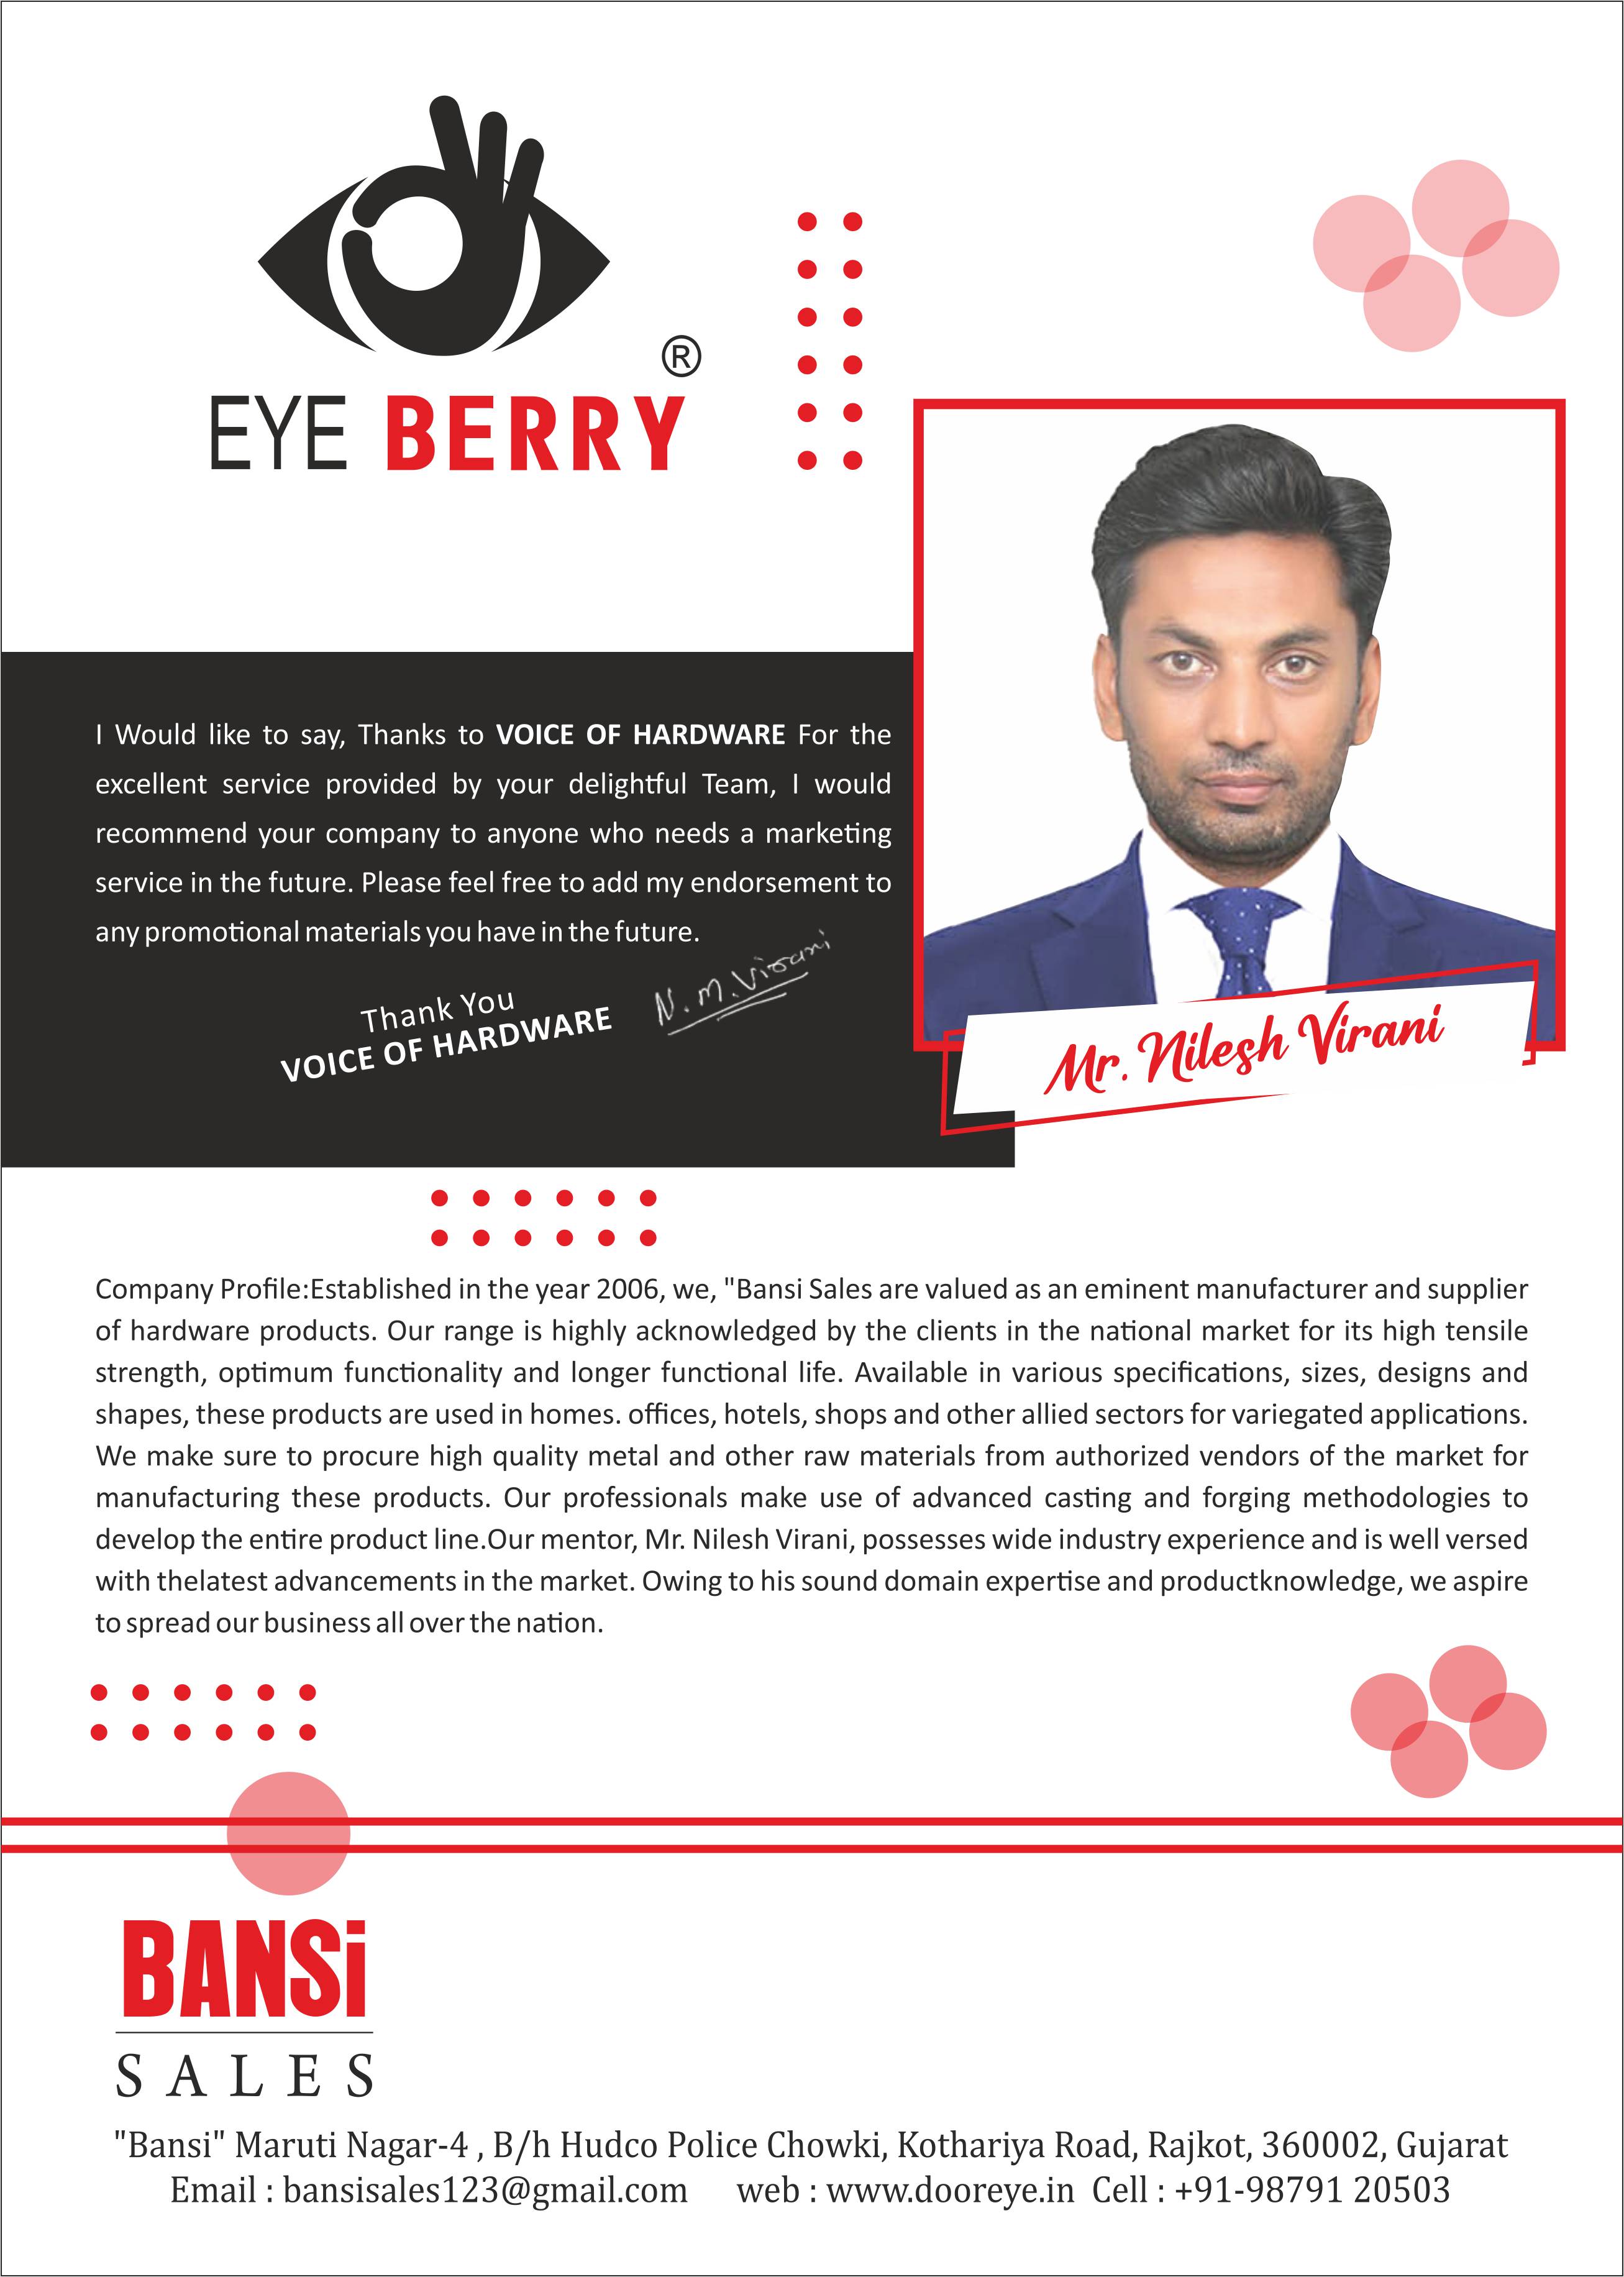 ®
EYE BERRY
I Would like to say, Thanks to VOICE OF HARDWARE For the
excellent service provided by your delightful Team, I would
recommend your company to anyone who needs a marketing
service in the future. Please feel free to add my endorsement to
any promotional materials you have in the future.
Thank You
VOICE OF HARDWARE
N. M. Virani
Mr. Nilesh Virani
Company Profile:Established in the year 2006, we, "Bansi Sales are valued as an eminent manufacturer and supplier
of hardware products. Our range is highly acknowledged by the clients in the national market for its high tensile
strength, optimum functionality and longer functional life. Available in various specifications, sizes, designs and
shapes, these products are used in homes. offices, hotels, shops and other allied sectors for variegated applications.
We make sure to procure high quality metal and other raw materials from authorized vendors of the market for
manufacturing these products. Our professionals make use of advanced casting and forging methodologies to
develop the entire product line.Our mentor, Mr. Nilesh Virani, possesses wide industry experience and is well versed
with thelatest advancements in the market. Owing to his sound domain expertise and productknowledge, we aspire
to spread our business all over the nation.
BANSi
SALES
"Bansi" Maruti Nagar-4 , B/h Hudco Police Chowki, Kothariya Road, Rajkot, 360002, Gujarat
Email : bansisales123@gmail.com web : www.dooreye.in Cell : +91-98791 20503